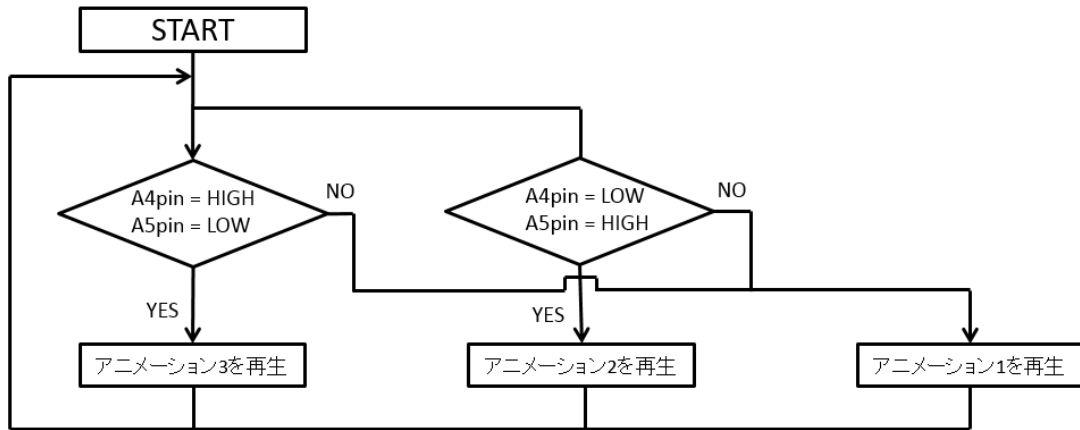 START
A4pin = HIGH
A5pin = LOW
NO
A4pin = LOW
A5pin = HIGH
NO
YES
YES
アニメーション3を再生
アニメーション2を再生
アニメーション1を再生